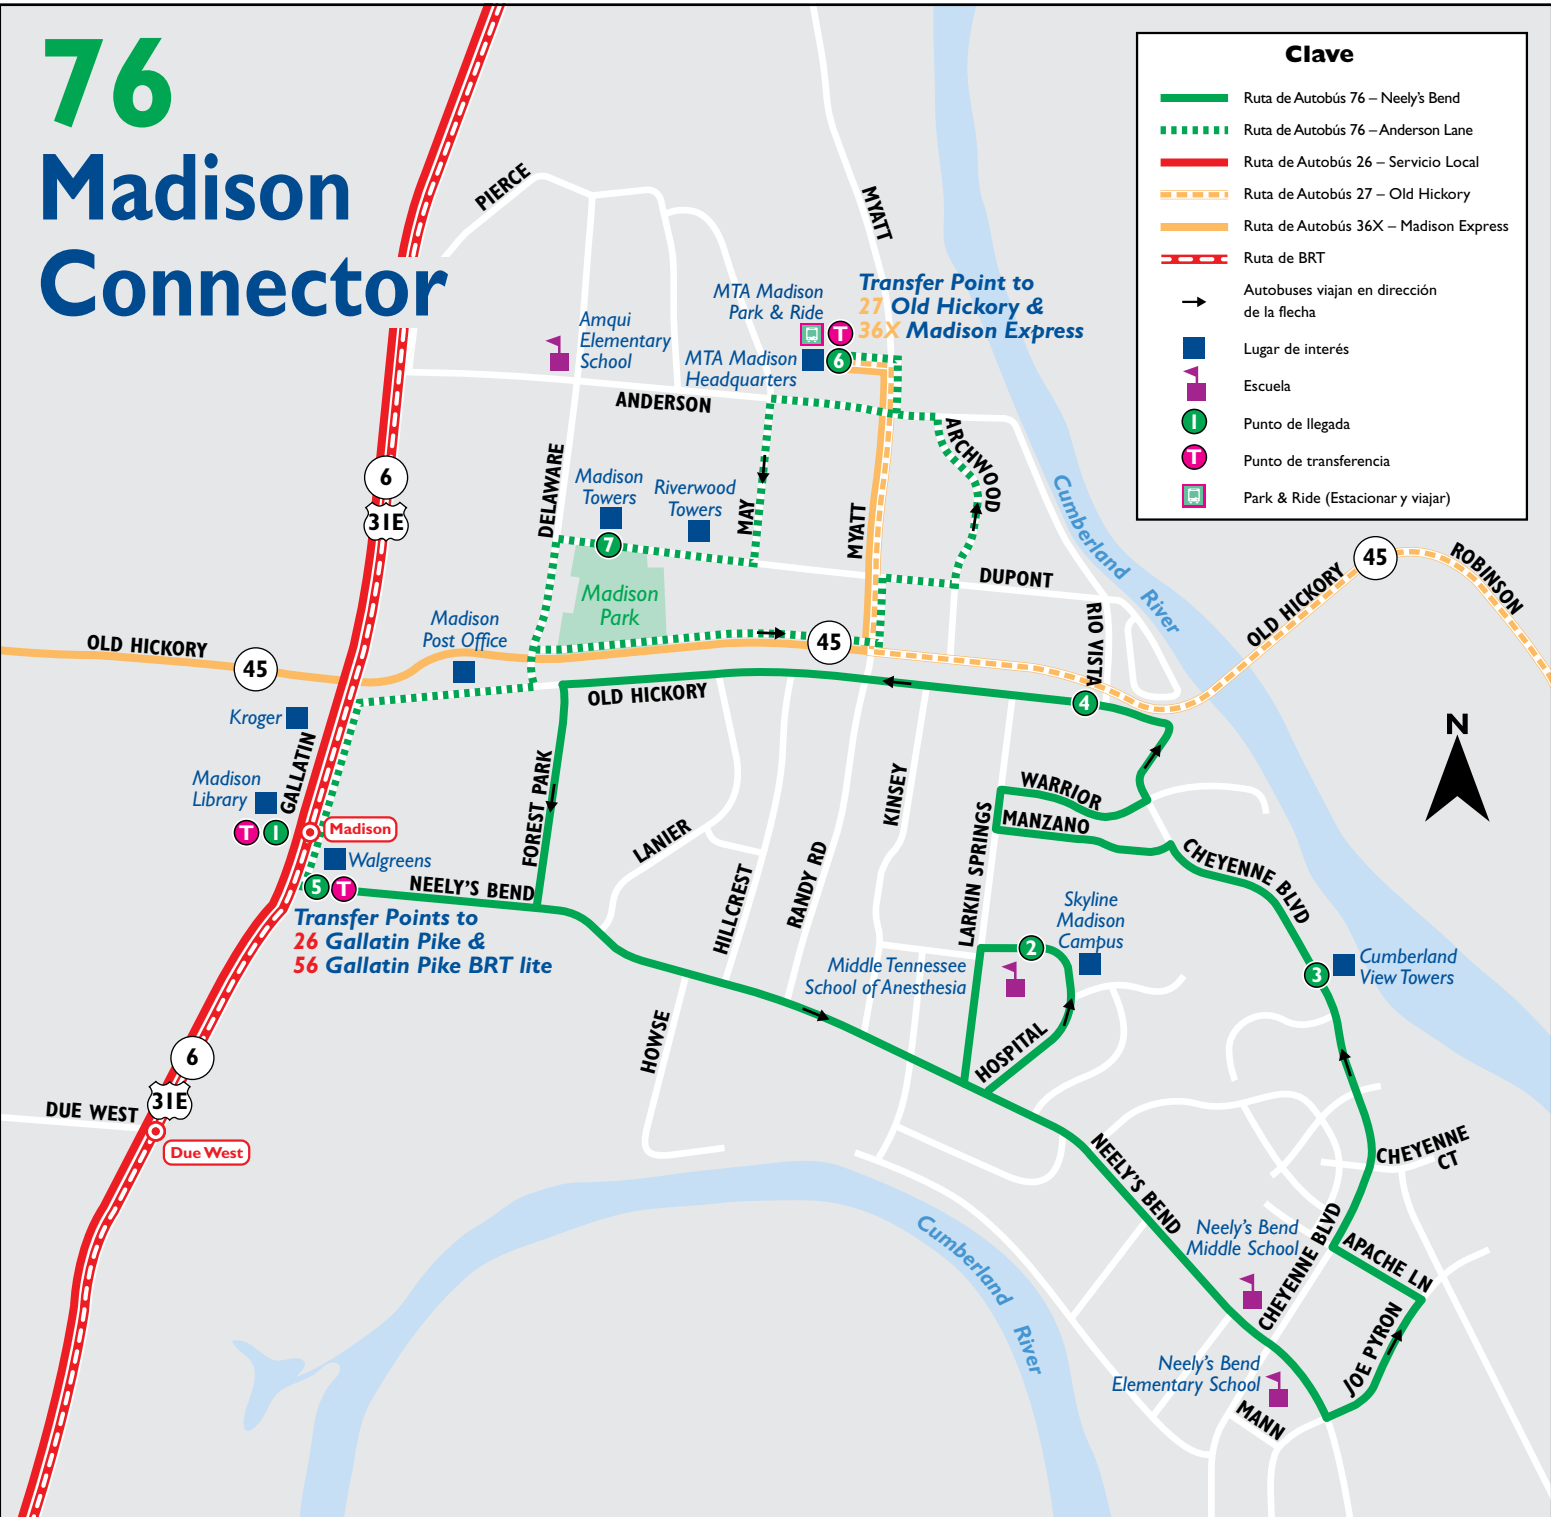 76
Madison
Connector
Clave
Ruta de Autobús 76 – Neely's Bend
Ruta de Autobús 76 – Anderson Lane
Ruta de Autobús 26 – Servicio Local
Ruta de Autobús 27 – Old Hickory
Ruta de Autobús 36X – Madison Express
Ruta de BRT
Autobuses viajan en dirección
de la flecha
Lugar de interés
Escuela
1
Punto de llegada
T
Punto de transferencia
Park & Ride (Estacionar y viajar)
PIERCE
MYATT
MTA Madison
Park & Ride
T
Transfer Point to
27 Old Hickory &
36X Madison Express
Amqui
Elementary
School
MTA Madison
Headquarters
6
ANDERSON
ARCHWOOD
DELAWARE
6
31E
Madison
Towers
Riverwood
Towers
MAY
MYATT
7
Cumberland
River
DUPONT
45
ROBINSON
OLD HICKORY
Madison
Park
Madison
Post Office
RIO VISTA
OLD HICKORY
45
45
OLD HICKORY
4
Kroger
GALLATIN
N
Madison
Library
T
1
Madison
FOREST PARK
KINSEY
WARRIOR
MANZANO
LARKIN SPRINGS
LANIER
CHEYENNE BLVD
Walgreens
5
T
NEELY'S BEND
HILLCREST
RANDY RD
Transfer Points to
26 Gallatin Pike &
56 Gallatin Pike BRT lite
Skyline
Madison
Campus
2
Middle Tennessee
School of Anesthesia
3
Cumberland
View Towers
HOWSE
HOSPITAL
6
31E
DUE WEST
Due West
NEELY'S BEND
CHEYENNE
CT
Neely's Bend
Middle School
CHEYENNE BLVD
APACHE LN
Cumberland
River
JOE PYRON
Neely's Bend
Elementary School
MANN